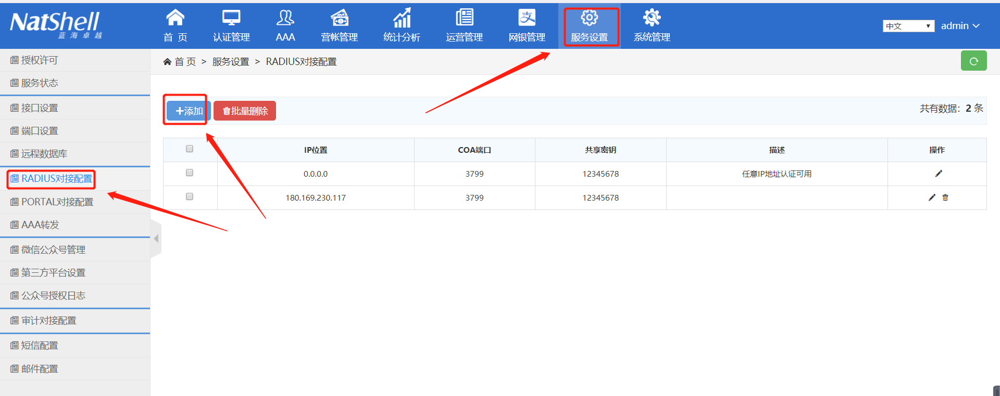 NatShell
蓝海卓越
首 页
认证管理
AAA
营帐管理
统计分析
运营管理
网银管理
服务设置
系统管理
中文
admin
授权许可
服务状态
接口设置
端口设置
远程数据库
RADIUS对接配置
PORTAL对接配置
AAA转发
微信公众号管理
第三方平台设置
公众号授权日志
审计对接配置
短信配置
邮件配置
首 页 > 服务设置 > RADIUS对接配置
添加 批量删除
共有数据：2 条
IP位置 COA端口 共享密钥 描述 操作
0.0.0.0 3799 12345678 任意IP地址认证可用
180.169.230.117 3799 12345678